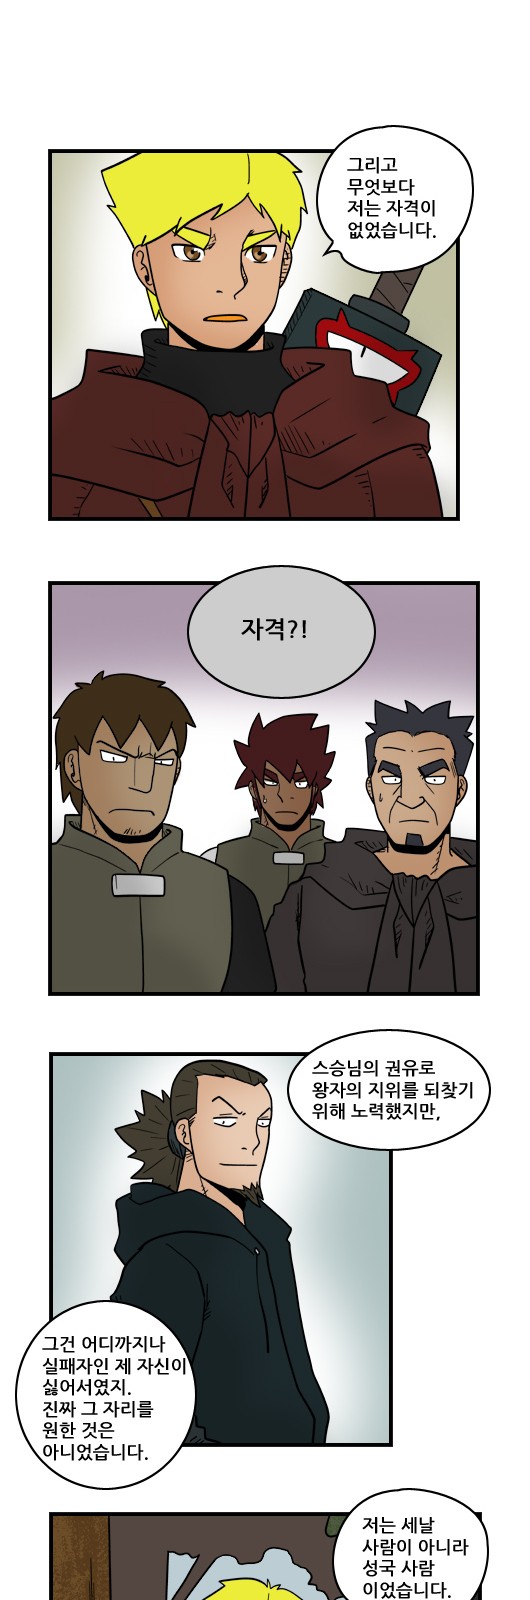 그리고
무엇보다
저는 자격이
없었습니다.
자격?!
스승님의 권유로
왕자의 지위를 되찾기
위해 노력했지만,
그건 어디까지나
실패자인 제 자신이
싫어서였지.
진짜 그 자리를
원한 것은
아니었습니다.
저는 세날
사람이 아니라
성국 사람
이었습니다.